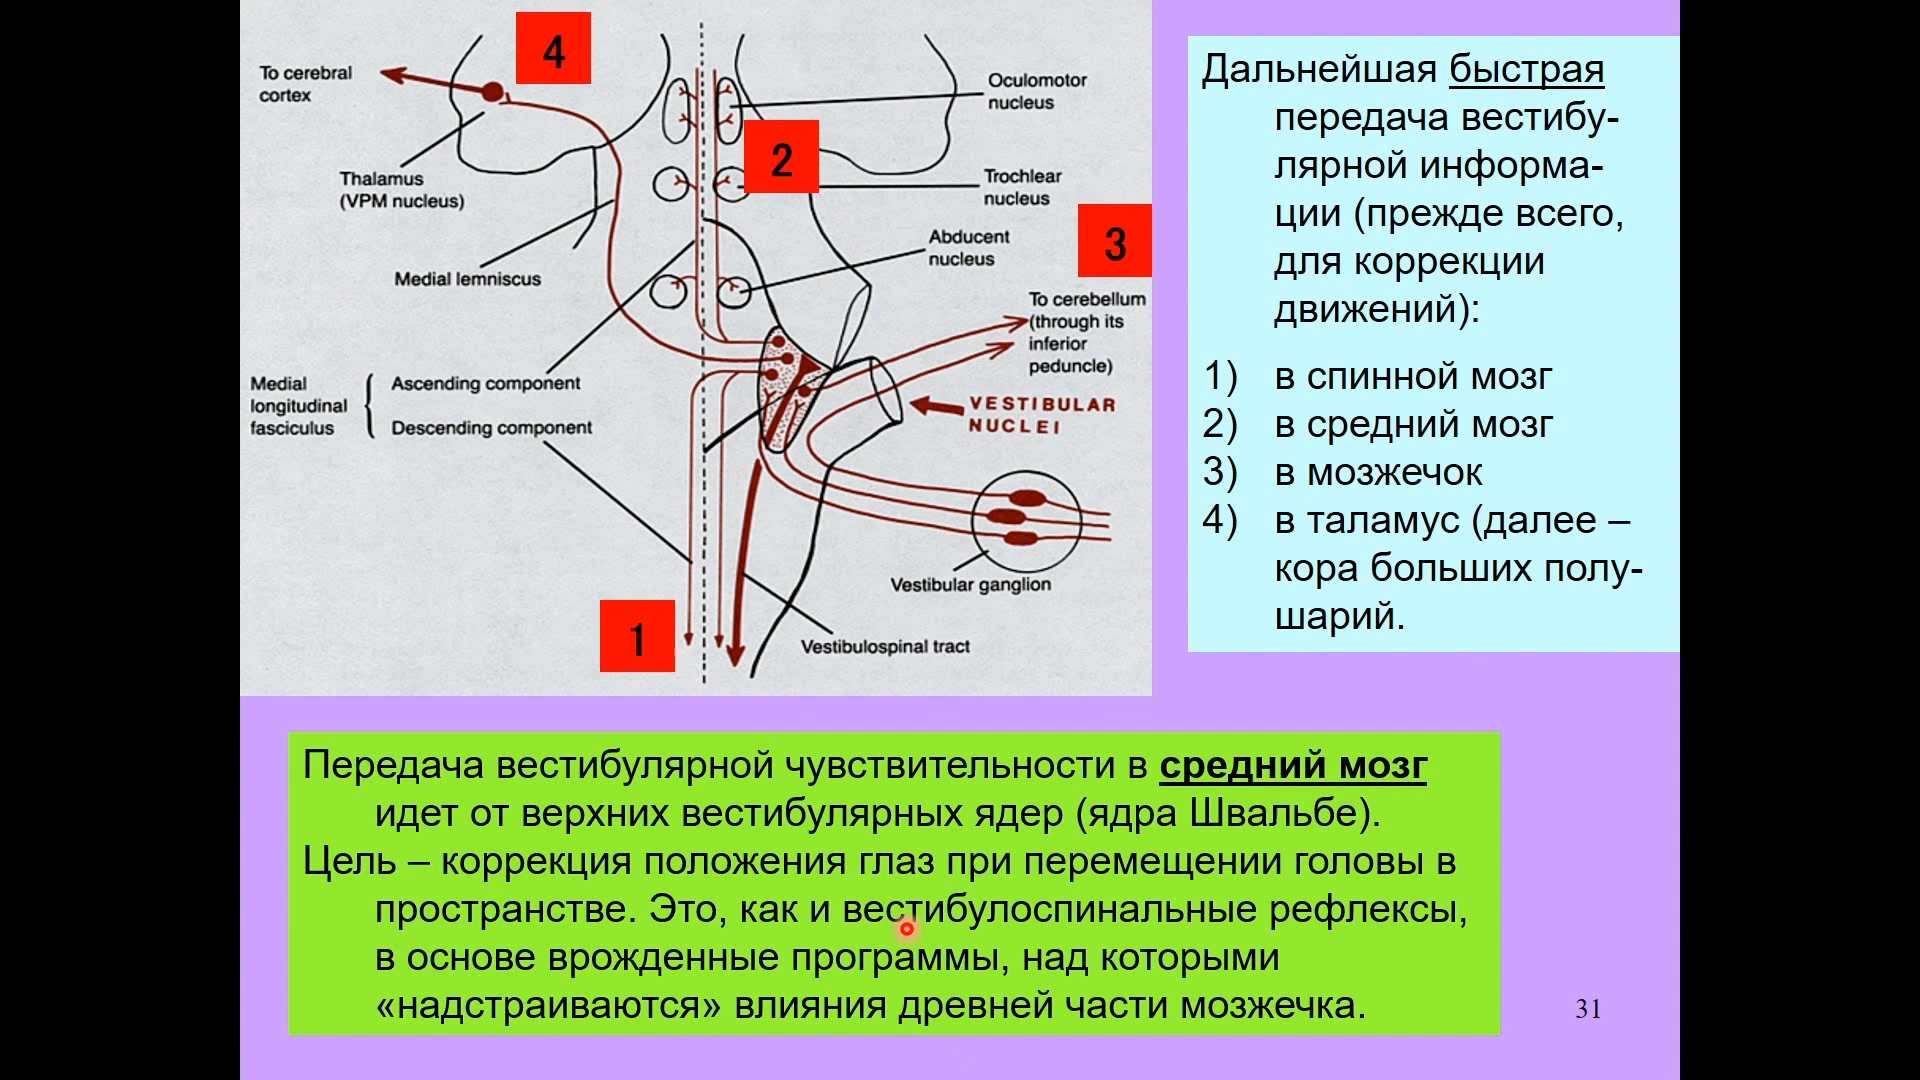 4
To cerebral
cortex
Oculomotor
nucleus
2
Thalamus
(VPM nucleus)
Trochlear
nucleus
3
Abducent
nucleus
Medial lemniscus
To cerebellum
(through its
inferior
peduncle)
Medial
longitudinal
fasciculus
Ascending component
Descending component
VESTIBULAR
NUCLEI
Vestibular ganglion
1
Vestibulospinal tract
Дальнейшая быстрая
передача вестибу-
лярной информа-
ции (прежде всего,
для коррекции
движений):
1) в спинной мозг
2) в средний мозг
3) в мозжечок
4) в таламус (далее –
кора больших полу-
шарий.
Передача вестибулярной чувствительности в средний мозг
идет от верхних вестибулярных ядер (ядра Швальбе).
Цель – коррекция положения глаз при перемещении головы в
пространстве. Это, как и вестибулоспинальные рефлексы,
в основе врожденные программы, над которыми
«надстраиваются» влияния древней части мозжечка.
31